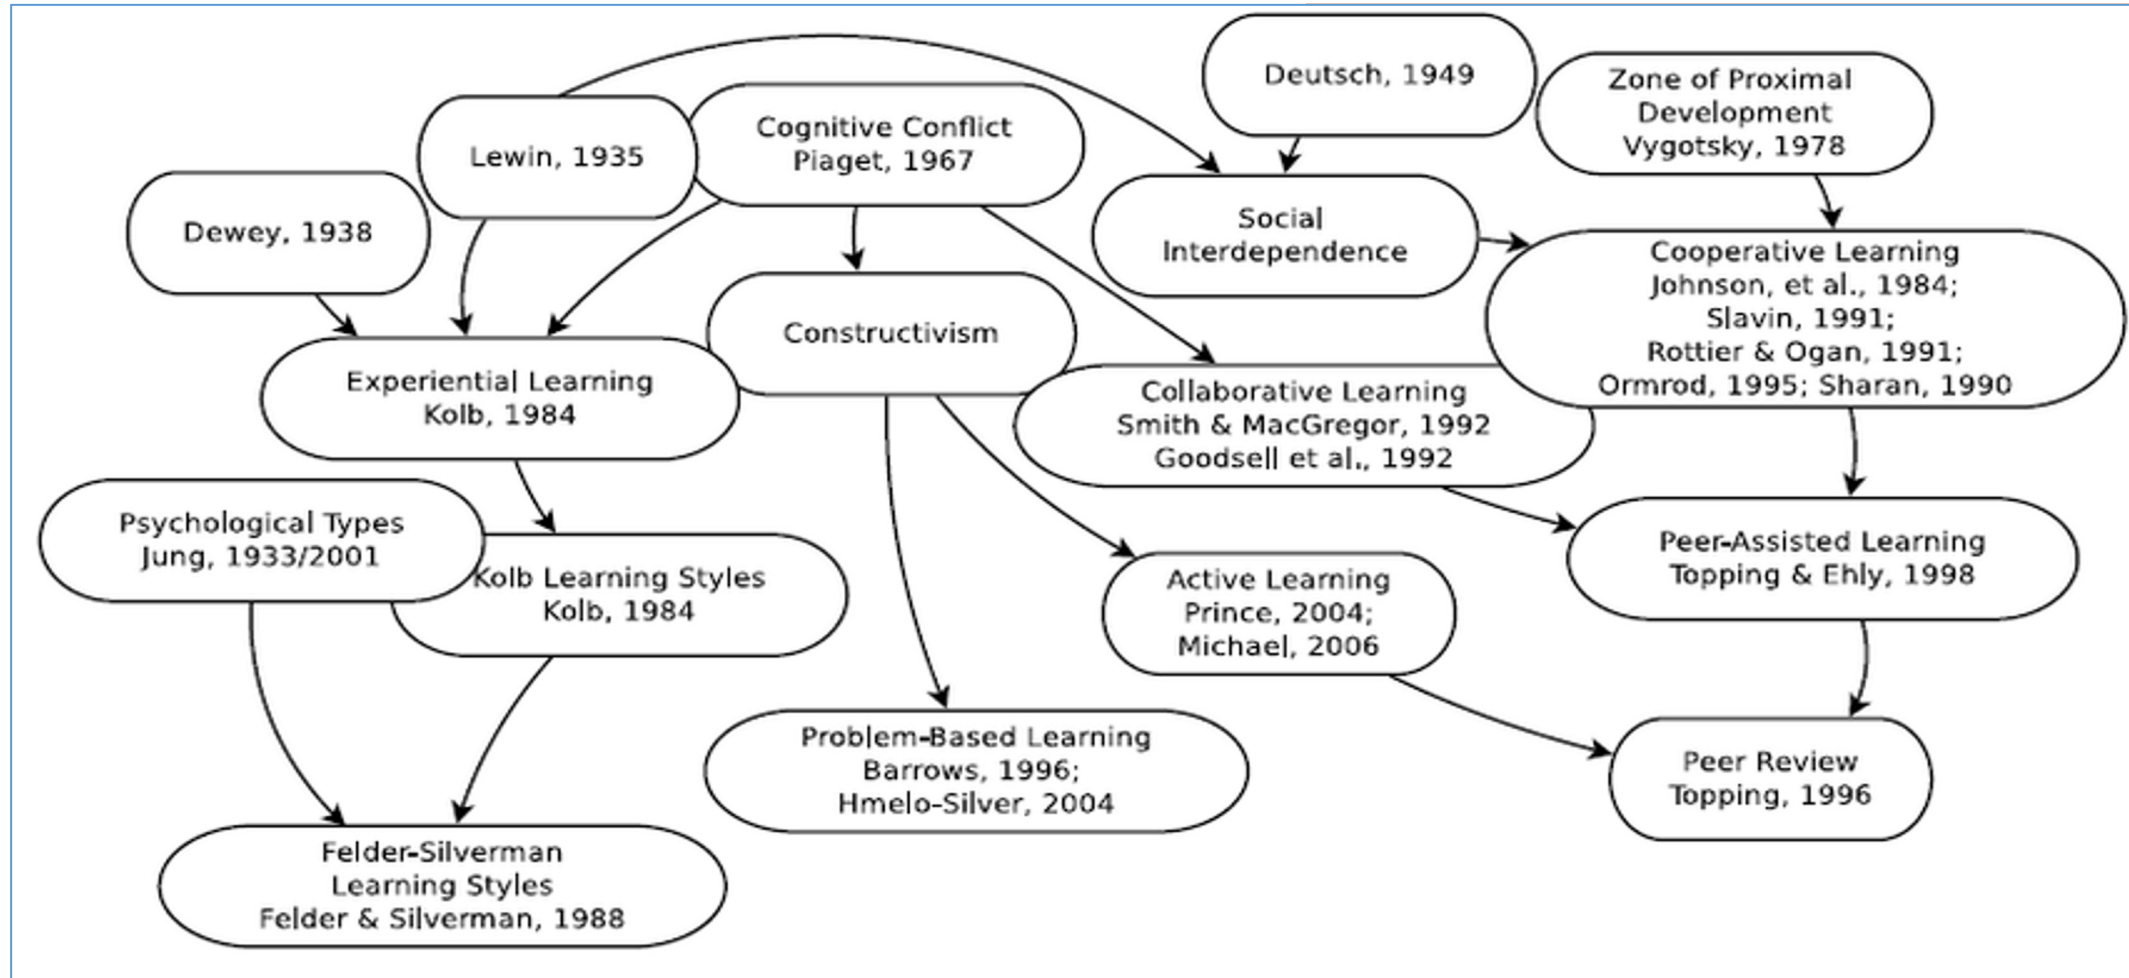 Deutsch, 1949
Zone of Proximal
Development
Vygotsky, 1978
Cognitive Conflict
Piaget, 1967
Lewin, 1935
Dewey, 1938
Social
Interdependence
Cooperative Learning
Johnson, et al., 1984;
Slavin, 1991;
Rottier & Ogan, 1991;
Ormrod, 1995; Sharan, 1990
Constructivism
Experiential Learning
Kolb, 1984
Collaborative Learning
Smith & MacGregor, 1992
Goodsell et al., 1992
Psychological Types
Jung, 1933/2001
Kolb Learning Styles
Kolb, 1984
Active Learning
Prince, 2004;
Michael, 2006
Peer-Assisted Learning
Topping & Ehly, 1998
Problem-Based Learning
Barrows, 1996;
Hmelo-Silver, 2004
Peer Review
Topping, 1996
Felder-Silverman
Learning Styles
Felder & Silverman, 1988